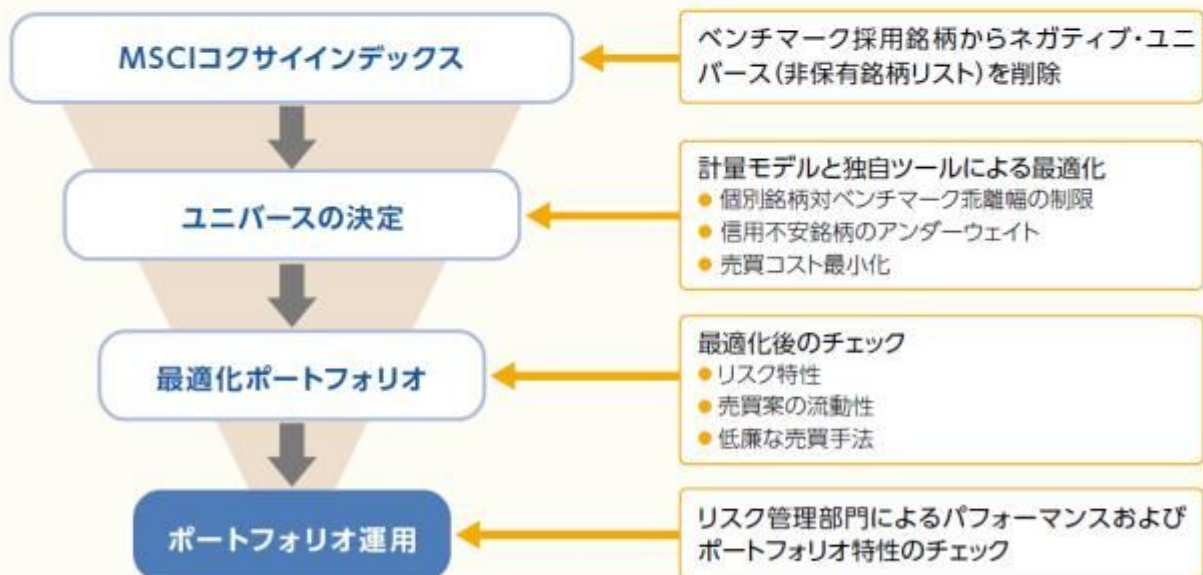 MSCIコクサイインデックス
ベンチマーク採用銘柄からネガティブ・ユニ
バース(非保有銘柄リスト)を削除
ユニバースの決定
計量モデルと独自ツールによる最適化
● 個別銘柄対ベンチマーク乖離幅の制限
● 信用不安銘柄のアンダーウェイト
● 売買コスト最小化
最適化ポートフォリオ
最適化後のチェック
● リスク特性
● 売買案の流動性
● 低廉な売買手法
ポートフォリオ運用
リスク管理部門によるパフォーマンスおよび
ポートフォリオ特性のチェック